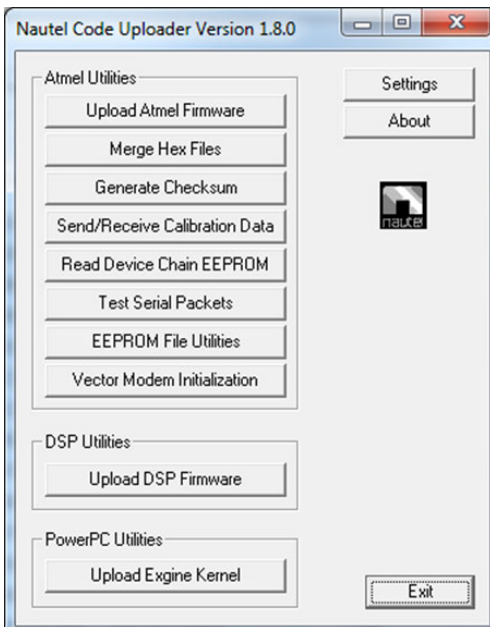 Nautel Code Uploader Version 1.8.0
Atmel Utilities
Upload Atmel Firmware
Merge Hex Files
Generate Checksum
Send/Receive Calibration Data
Read Device Chain EEPROM
Test Serial Packets
EEPROM File Utilities
Vector Modem Initialization
Settings
About
nautel
DSP Utilities
Upload DSP Firmware
PowerPC Utilities
Upload Exgine Kernel
Exit